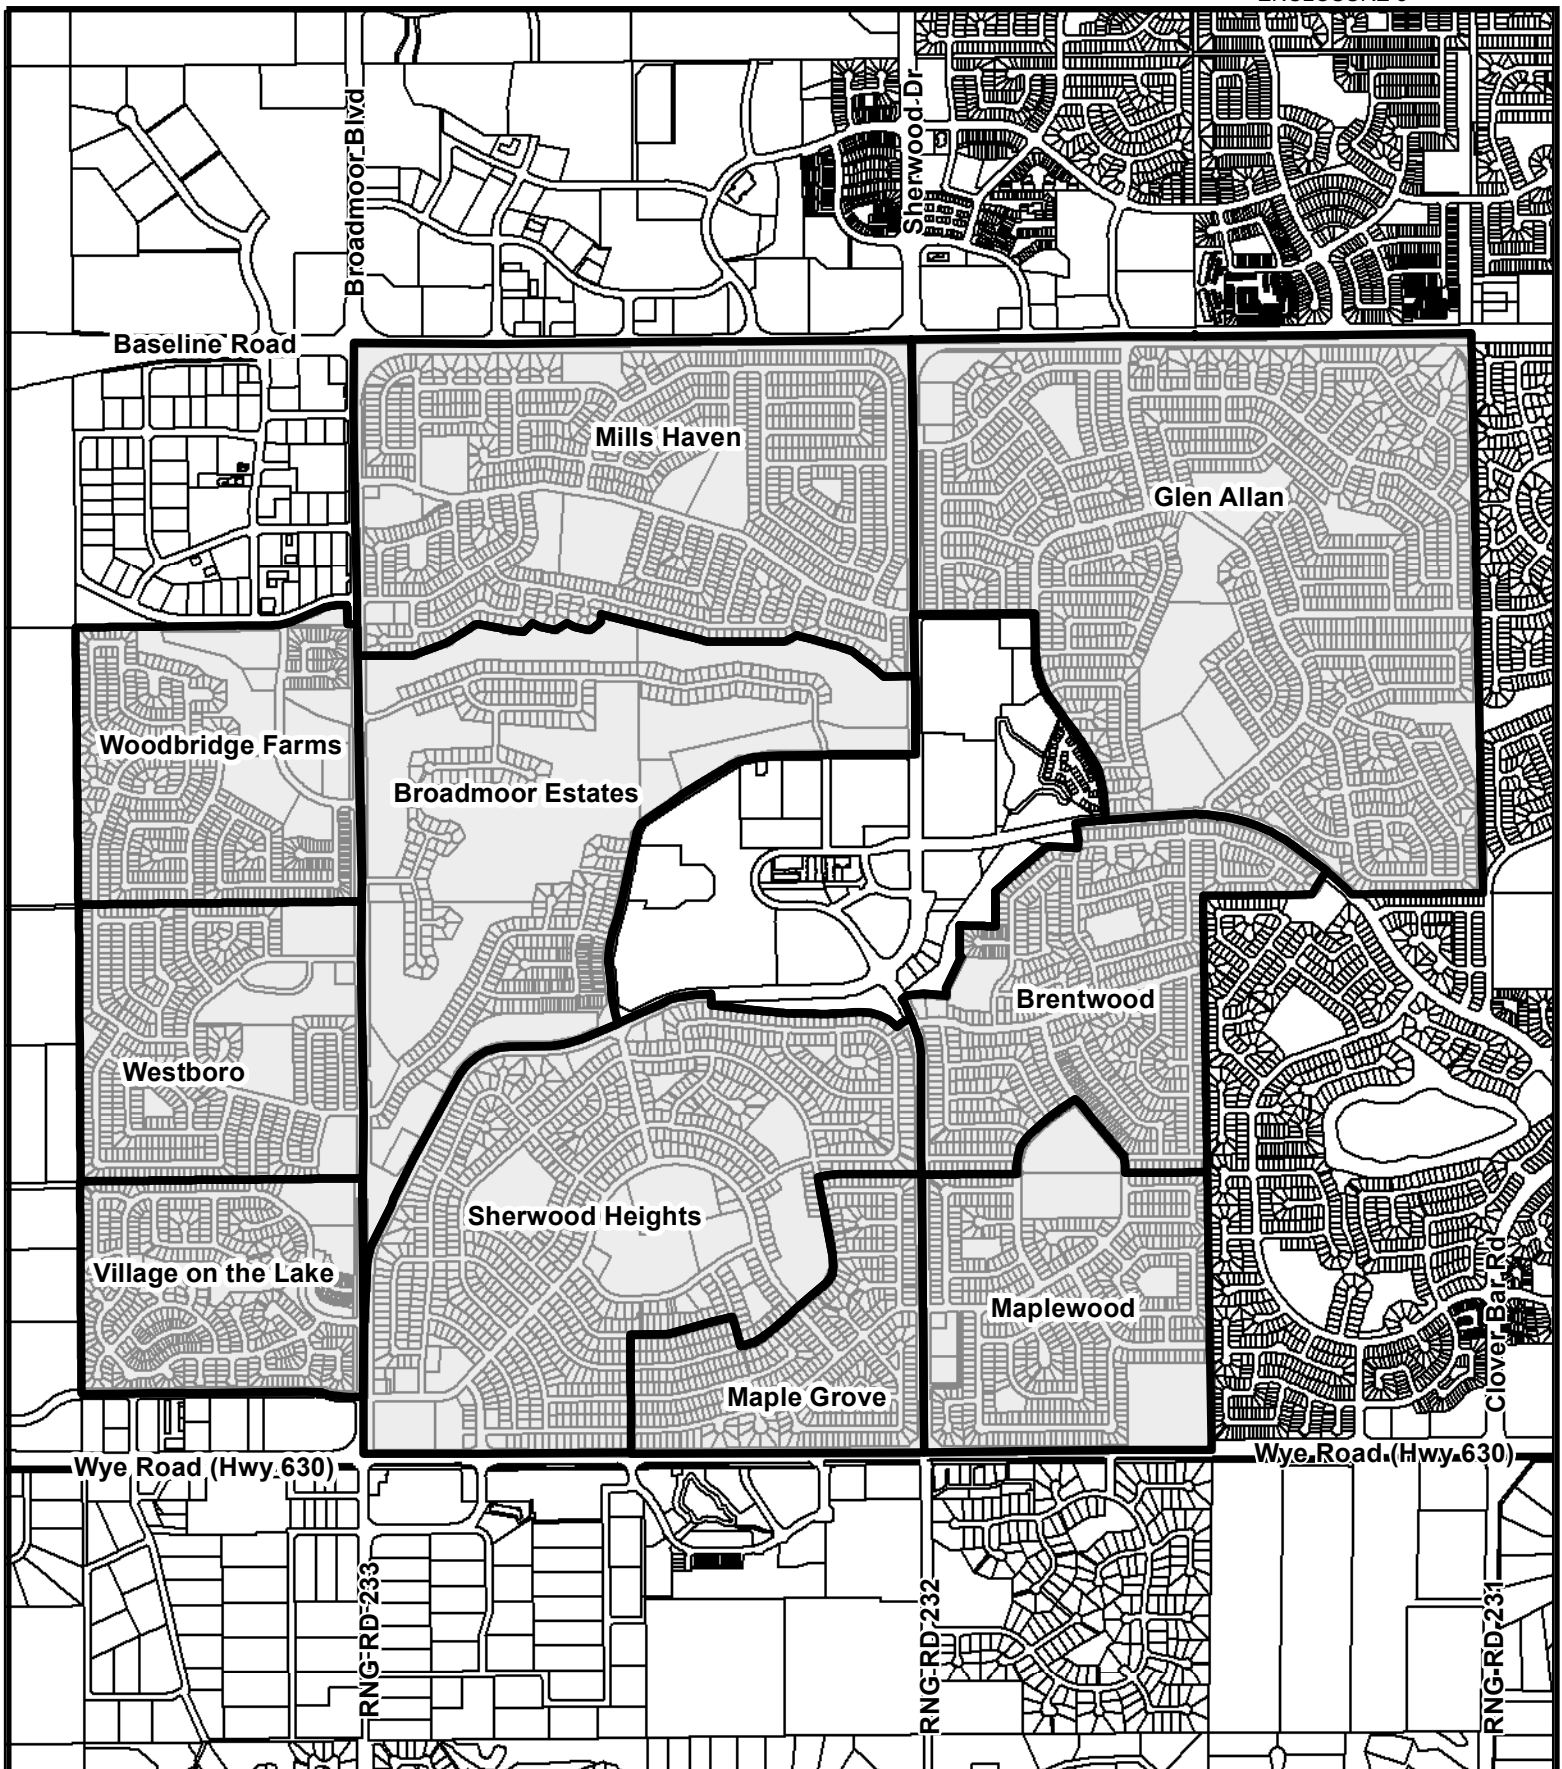 Broadmoor Blvd
Sherwood Dr
Baseline Road
Mills Haven
Glen Allan
Woodbridge Farms
Broadmoor Estates
Brentwood
Westboro
Sherwood Heights
Village on the Lake
Maplewood
Clover Bar Rd
Maple Grove
Wye Road (Hwy 630)
Wye Road (Hwy 630)
RNG RD 233
RNG RD 232
RNG RD 231